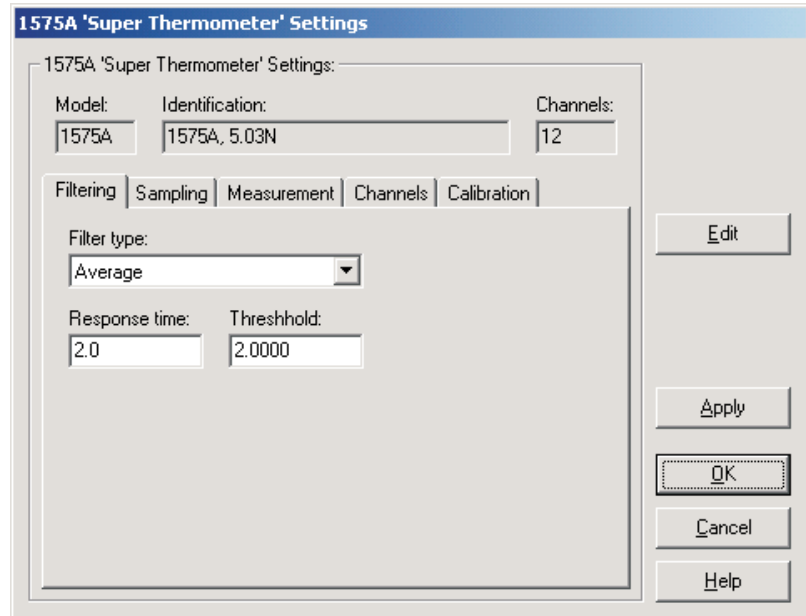 1575A 'Super Thermometer' Settings
1575A 'Super Thermometer' Settings:
Model: Identification: Channels:
1575A 1575A, 5.03N 12
Filtering Sampling Measurement Channels Calibration
Filter type:
Average
Response time: Threshhold:
2.0 2.0000
Edit
Apply
OK
Cancel
Help